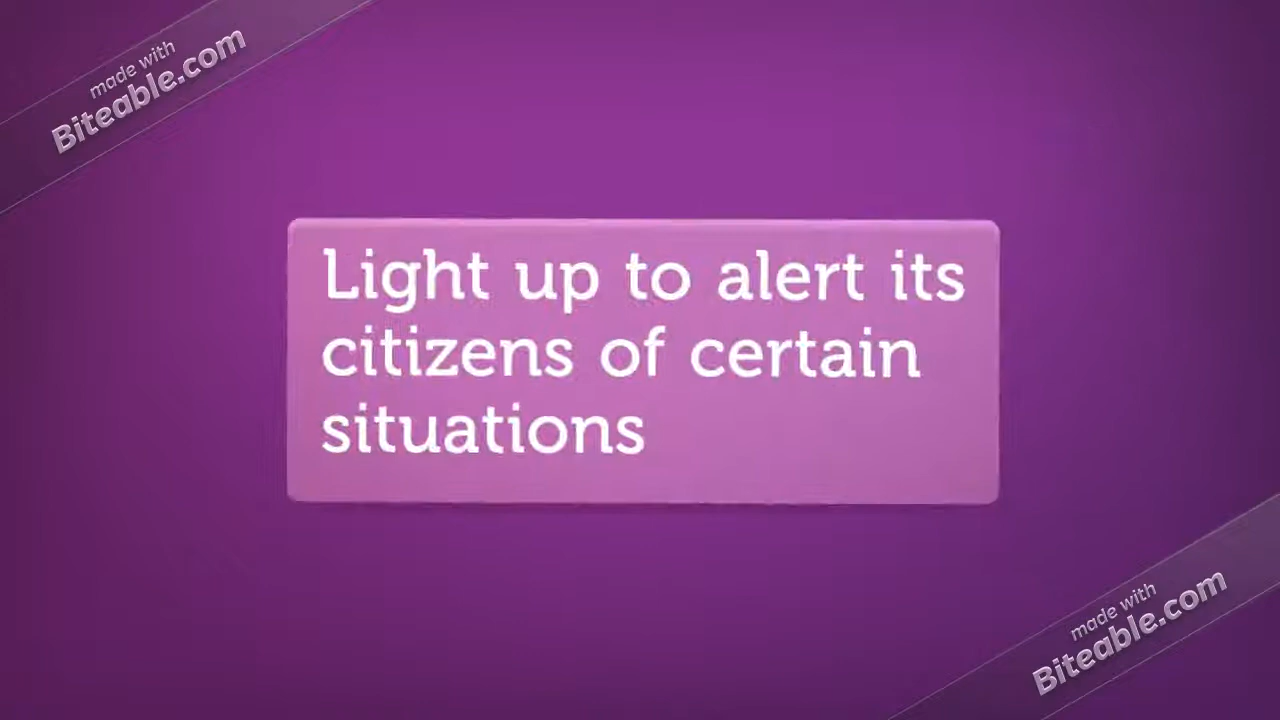 made with
Biteable.com
Light up to alert its
citizens of certain
situations
made with
Biteable.com